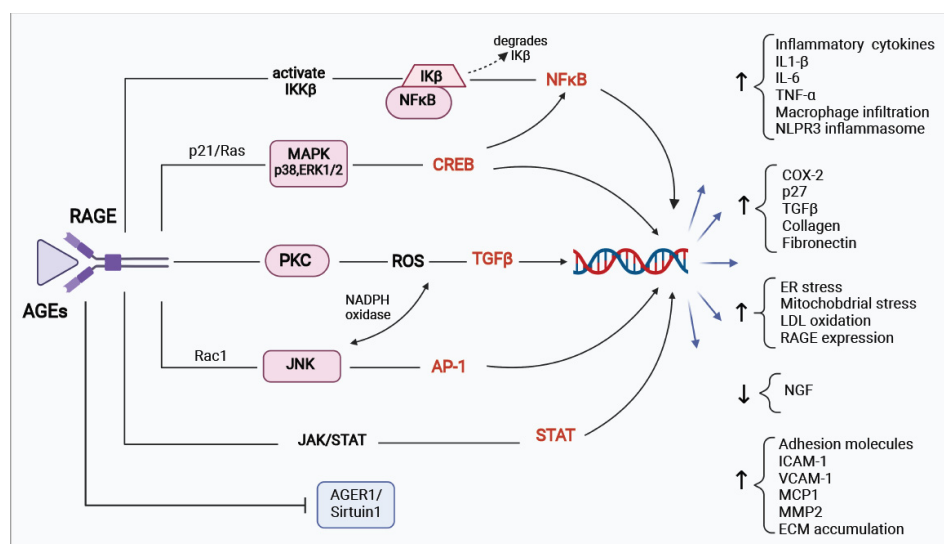 degrades
IKβ
activate
IKKβ
IKβ
NFκB
NFκB
p21/Ras
MAPK
p38,ERK1/2
CREB
RAGE
AGEs
PKC
ROS
TGFβ
NADPH
oxidase
Rac1
JNK
AP-1
JAK/STAT
STAT
AGER1/
Sirtuin1
↑
Inflammatory cytokines
IL1-β
IL-6
TNF-α
Macrophage infiltration
NLPR3 inflammasome
↑
COX-2
p27
TGFβ
Collagen
Fibronectin
↑
ER stress
Mitochobdrial stress
LDL oxidation
RAGE expression
↓
NGF
↑
Adhesion molecules
ICAM-1
VCAM-1
MCP1
MMP2
ECM accumulation